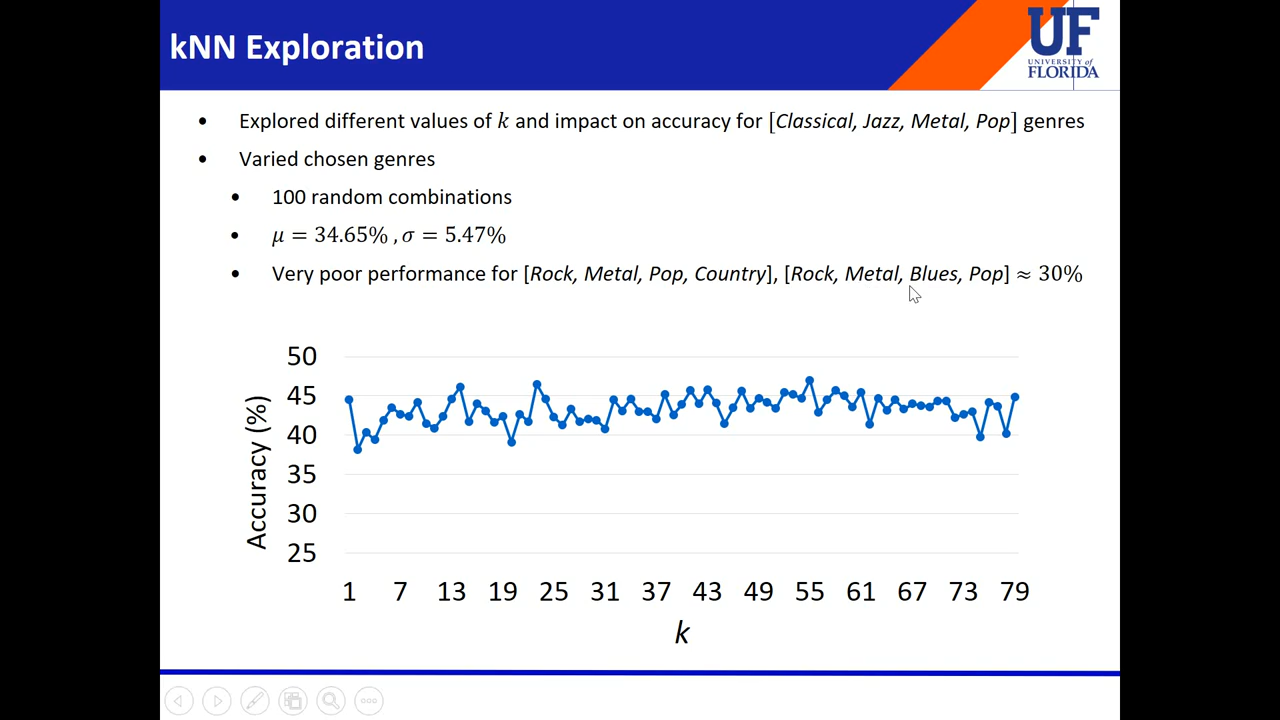 kNN Exploration
UF
UNIVERSITY of
FLORIDA
• Explored different values of k and impact on accuracy for [Classical, Jazz, Metal, Pop] genres
• Varied chosen genres
• 100 random combinations
• μ = 34.65% , σ = 5.47%
• Very poor performance for [Rock, Metal, Pop, Country], [Rock, Metal, Blues, Pop] ≈ 30%
50
45
40
35
30
25
Accuracy (%)
1 7 13 19 25 31 37 43 49 55 61 67 73 79
k